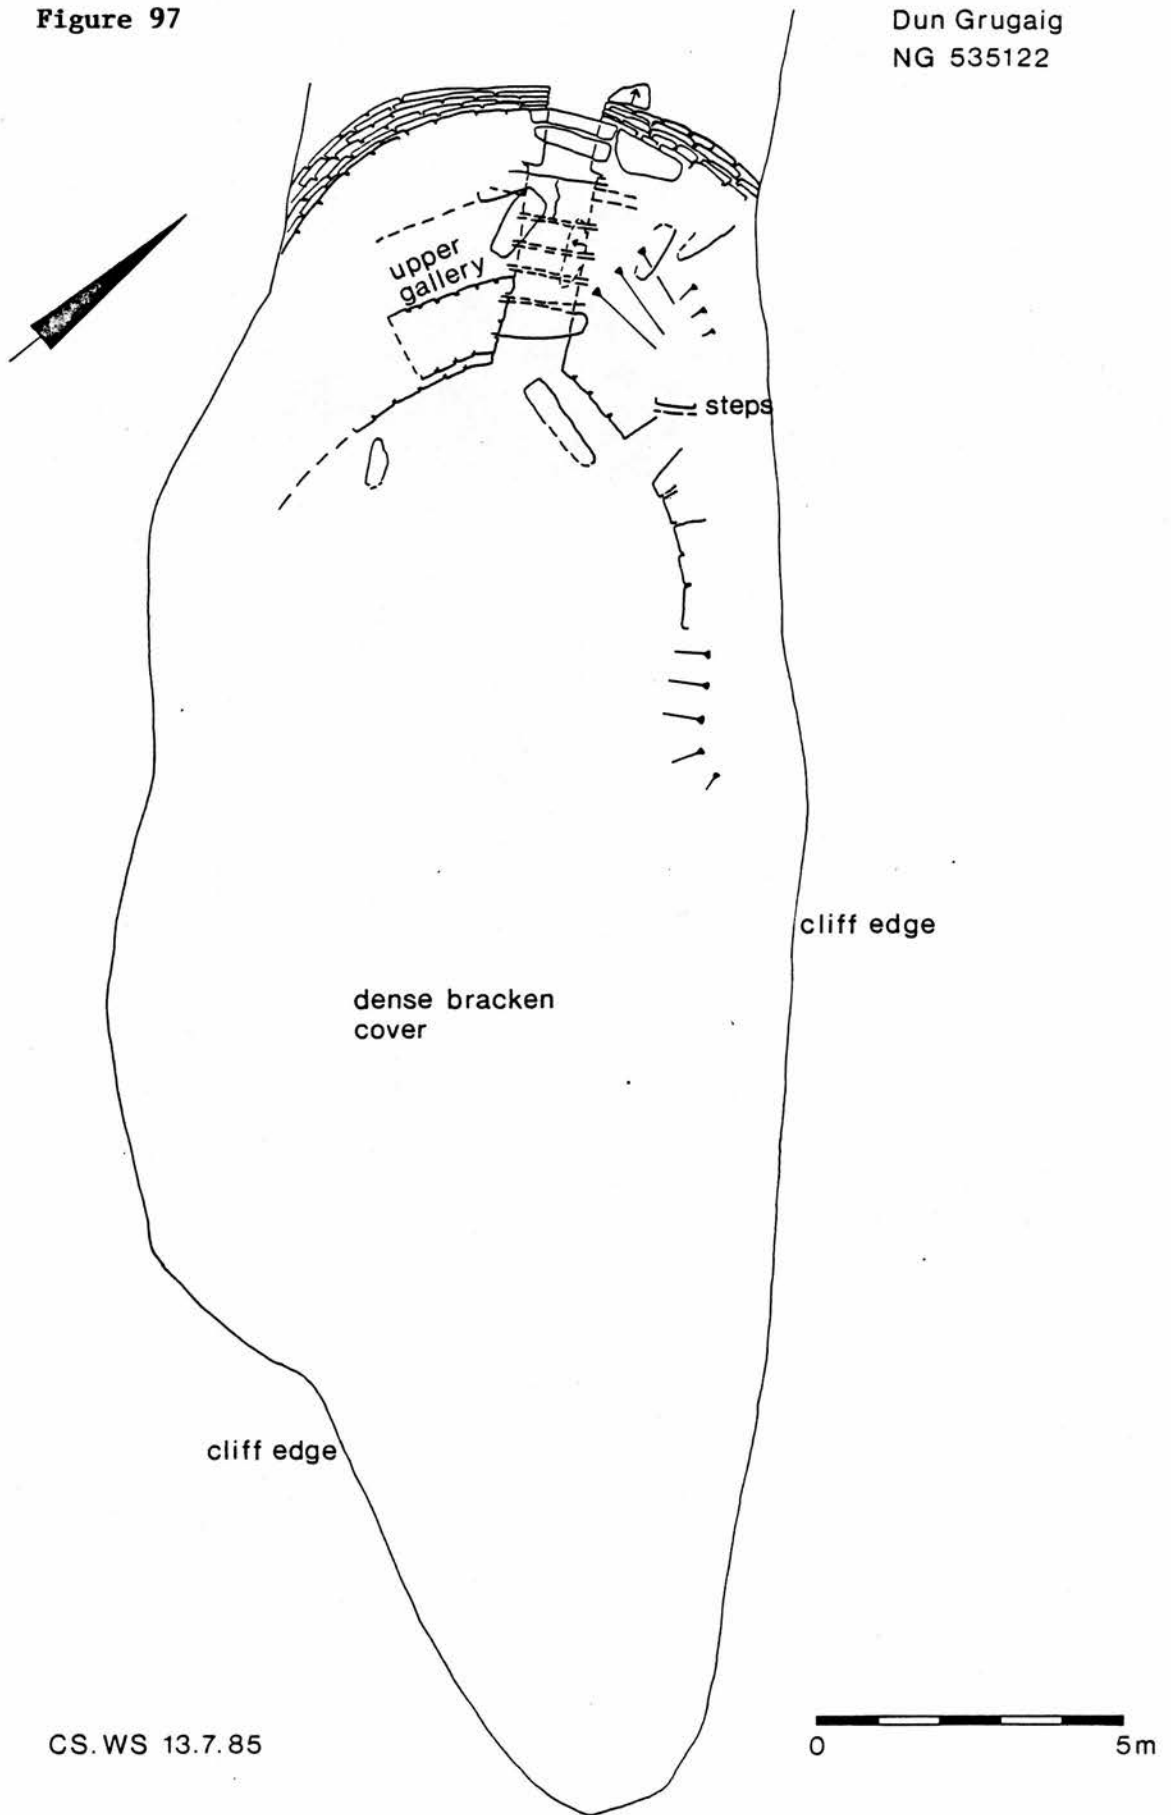 Figure 97
Dun Grugaig
NG 535122
upper
gallery
steps
cliff edge
dense bracken
cover
cliff edge
CS.WS 13.7.85
0 5m